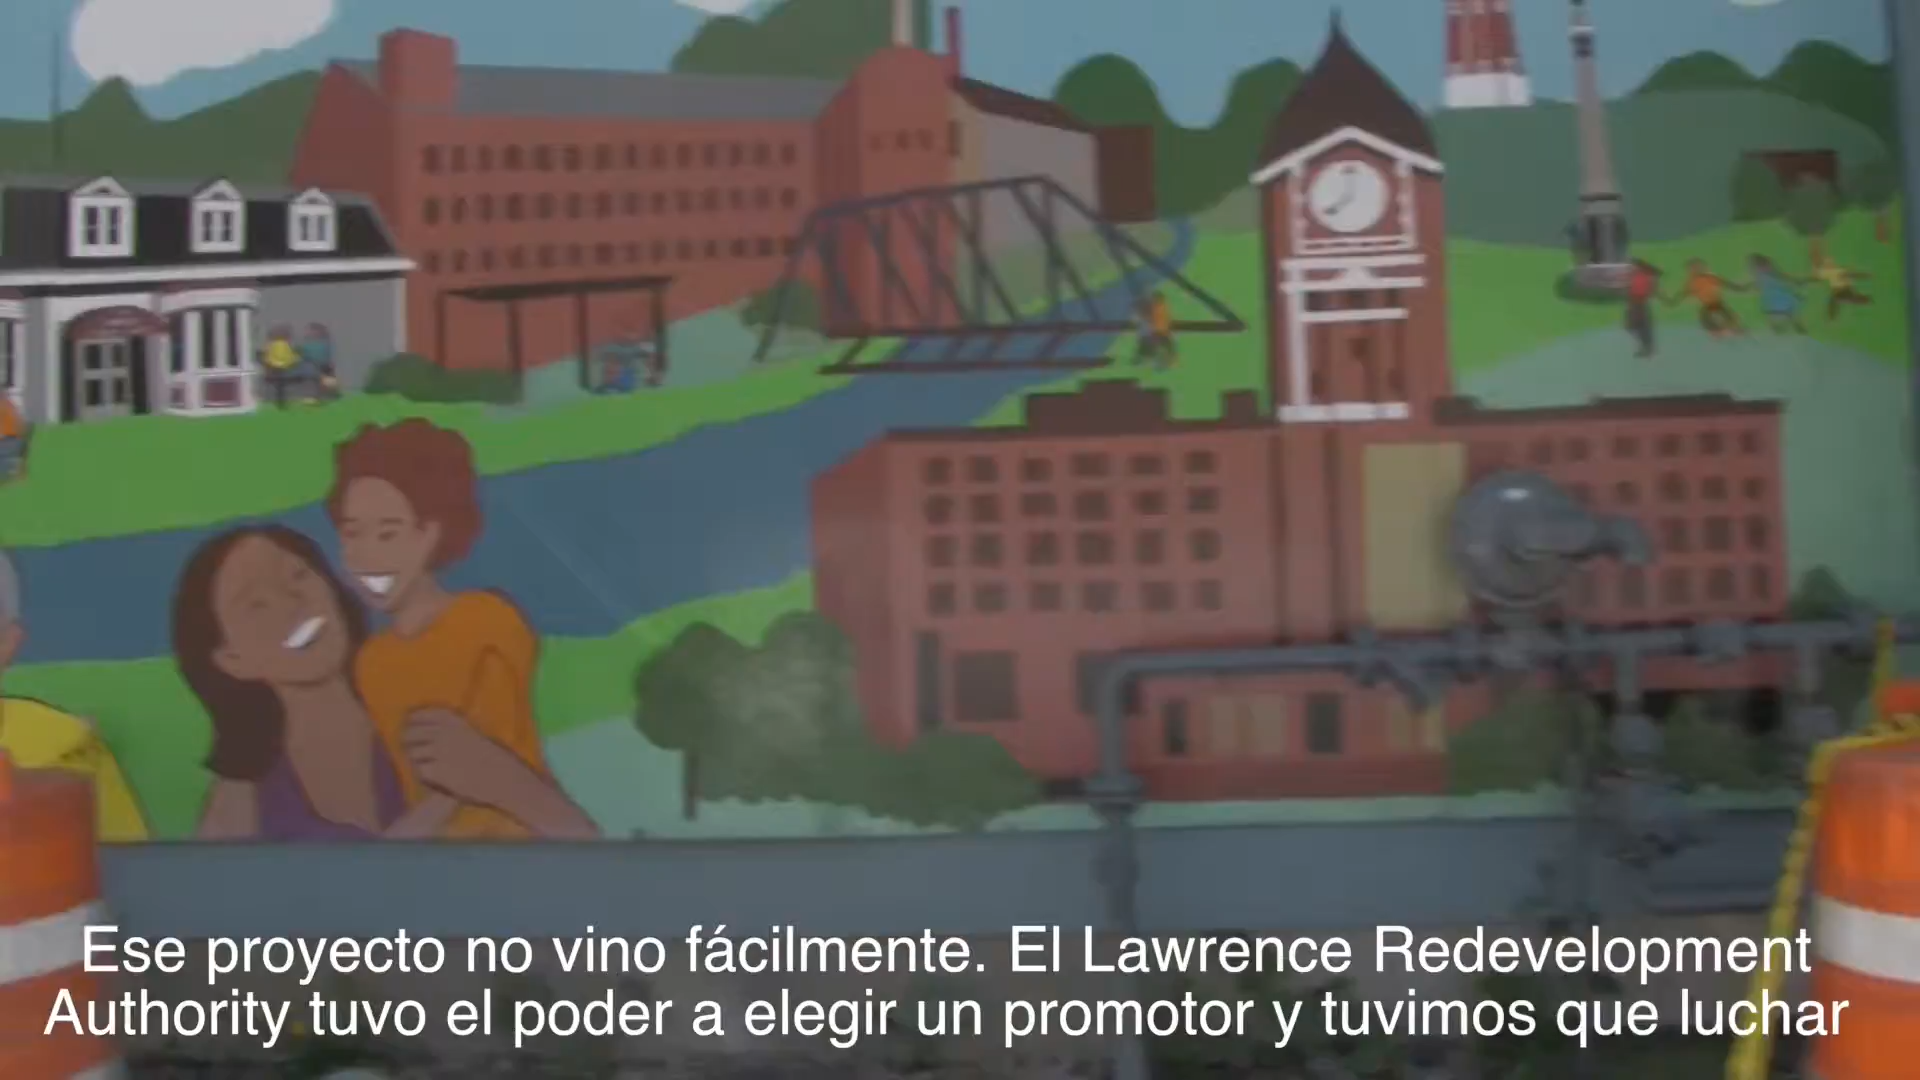 Ese proyecto no vino fácilmente. El Lawrence Redevelopment
Authority tuvo el poder a elegir un promotor y tuvimos que luchar